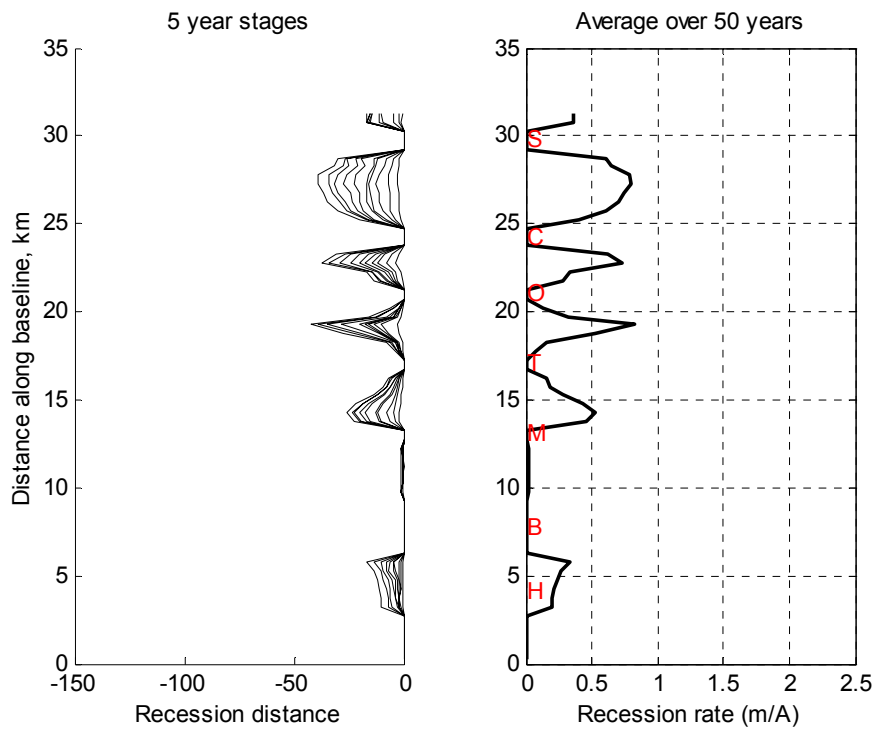 5 year stages
35
30
25
20
15
10
5
0
-150
-100
-50
0
Distance along baseline, km
Recession distance
Average over 50 years
35
30
25
20
15
10
5
0
S
C
O
T
M
B
H
0
0.5
1
2
2
2.5
Recession rate (m/A)